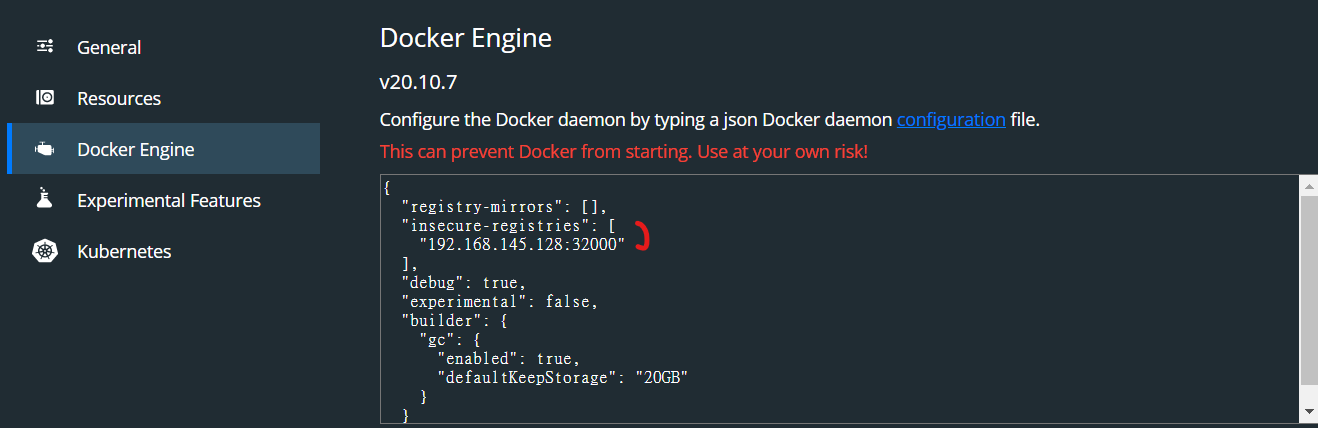 General
Resources
Docker Engine
Experimental Features
Kubernetes
Docker Engine
v20.10.7
Configure the Docker daemon by typing a json Docker daemon configuration file.
This can prevent Docker from starting. Use at your own risk!
{
"registry-mirrors": [],
"insecure-registries": [
"192.168.145.128:32000"
],
"debug": true,
"experimental": false,
"builder": {
"gc": {
"enabled": true,
"defaultKeepStorage": "20GB"
}
}